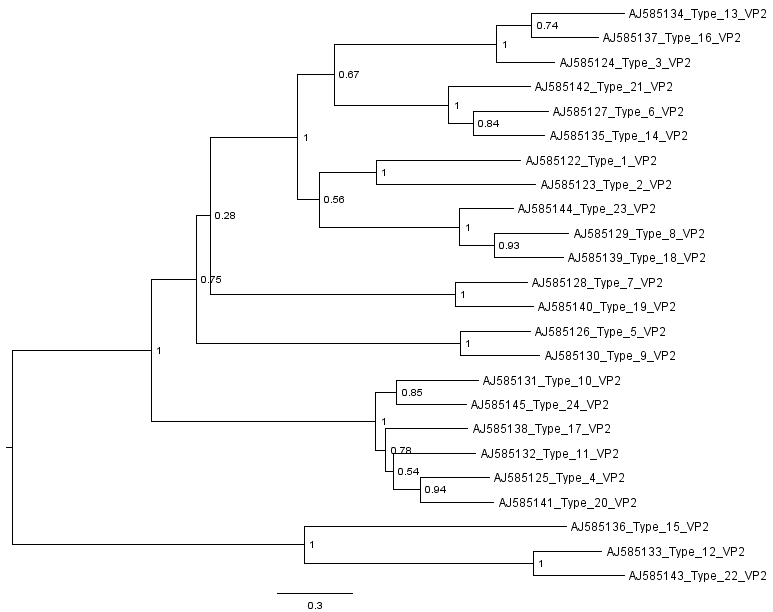 AJ585134_Type_13_VP2
0.74
AJ585137_Type_16_VP2
1
AJ585124_Type_3_VP2
0.67
AJ585142_Type_21_VP2
1
AJ585127_Type_6_VP2
0.84
AJ585135_Type_14_VP2
1
AJ585122_Type_1_VP2
1
AJ585123_Type_2_VP2
0.56
AJ585144_Type_23_VP2
0.28
1
AJ585129_Type_8_VP2
0.93
AJ585139_Type_18_VP2
0.75
AJ585128_Type_7_VP2
1
AJ585140_Type_19_VP2
AJ585126_Type_5_VP2
1
AJ585130_Type_9_VP2
1
AJ585131_Type_10_VP2
0.85
AJ585145_Type_24_VP2
1
AJ585138_Type_17_VP2
0.78
AJ585132_Type_11_VP2
0.54
AJ585125_Type_4_VP2
0.94
AJ585141_Type_20_VP2
AJ585136_Type_15_VP2
1
AJ585133_Type_12_VP2
1
AJ585143_Type_22_VP2
0.3